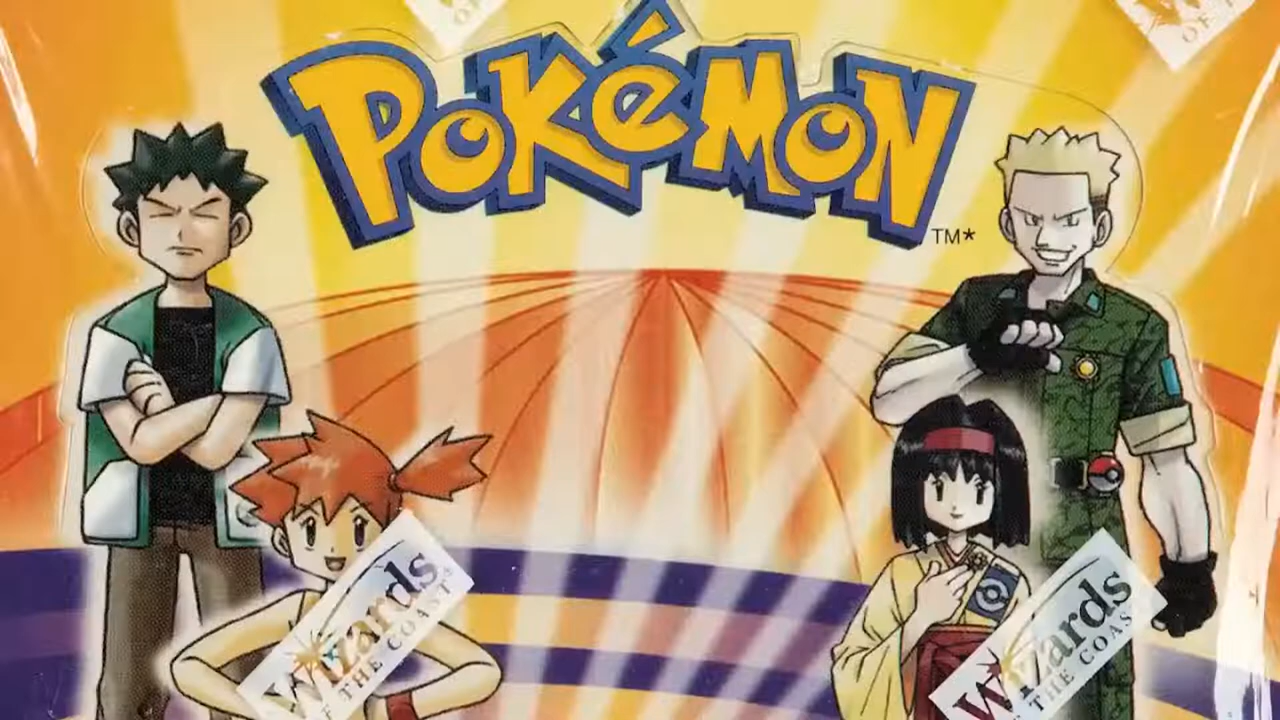 POKéMON
TM*
Wizards
OF THE COAST
Wizards
OF THE COAST